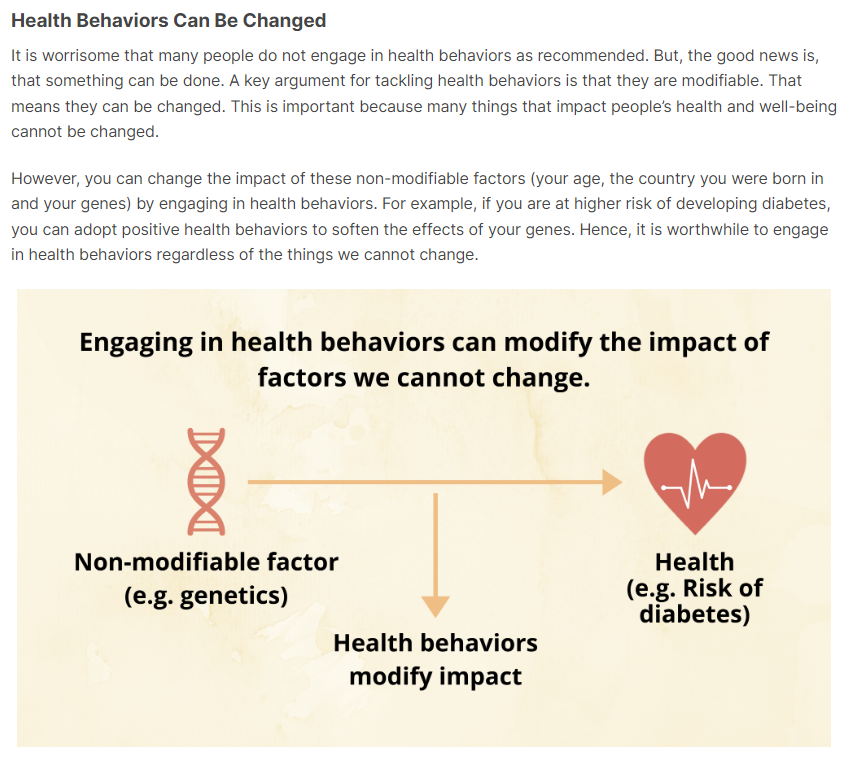 Health Behaviors Can Be Changed
It is worrisome that many people do not engage in health behaviors as recommended. But, the good news is,
that something can be done. A key argument for tackling health behaviors is that they are modifiable. That
means they can be changed. This is important because many things that impact people’s health and well-being
cannot be changed.
However, you can change the impact of these non-modifiable factors (your age, the country you were born in
and your genes) by engaging in health behaviors. For example, if you are at higher risk of developing diabetes,
you can adopt positive health behaviors to soften the effects of your genes. Hence, it is worthwhile to engage
in health behaviors regardless of the things we cannot change.
Engaging in health behaviors can modify the impact of
factors we cannot change.
Non-modifiable factor
(e.g. genetics)
Health
(e.g. Risk of
diabetes)
Health behaviors
modify impact